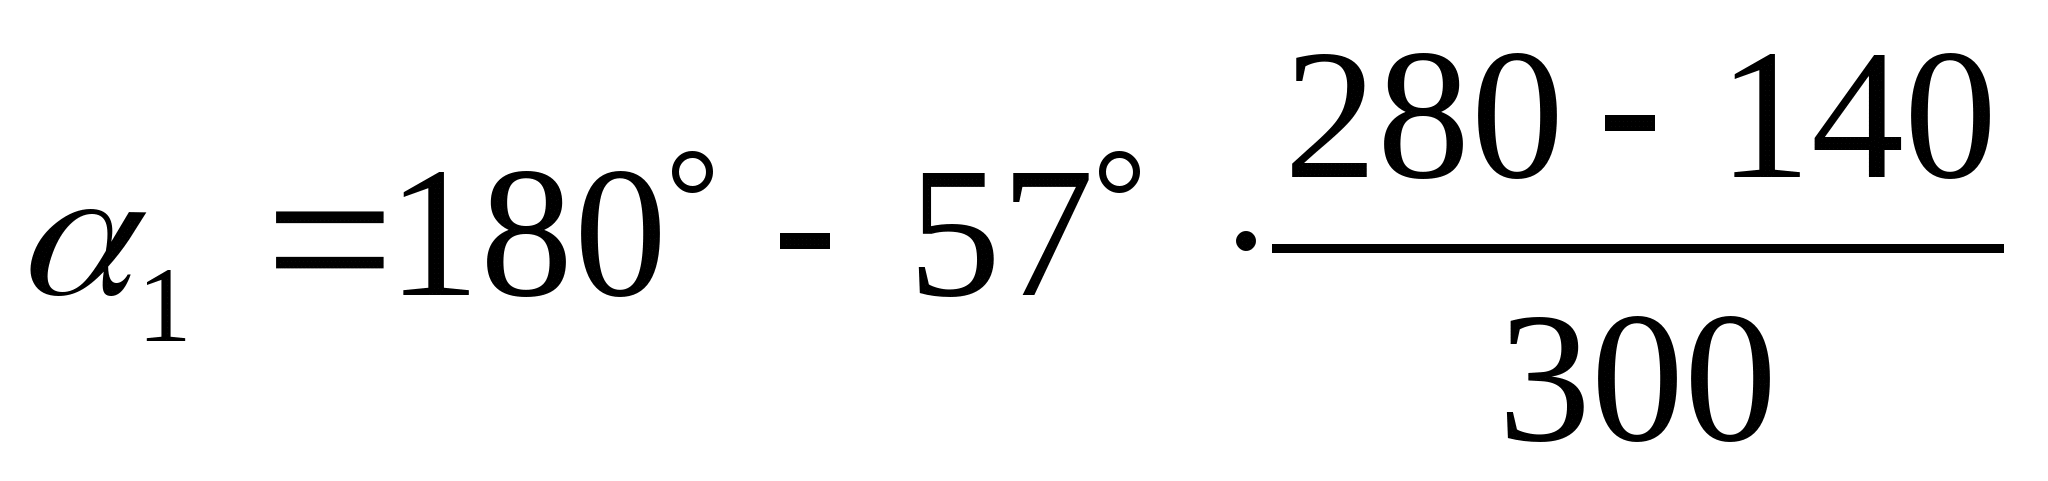 α₁ = 180° - 57° · (280 - 140) / 300